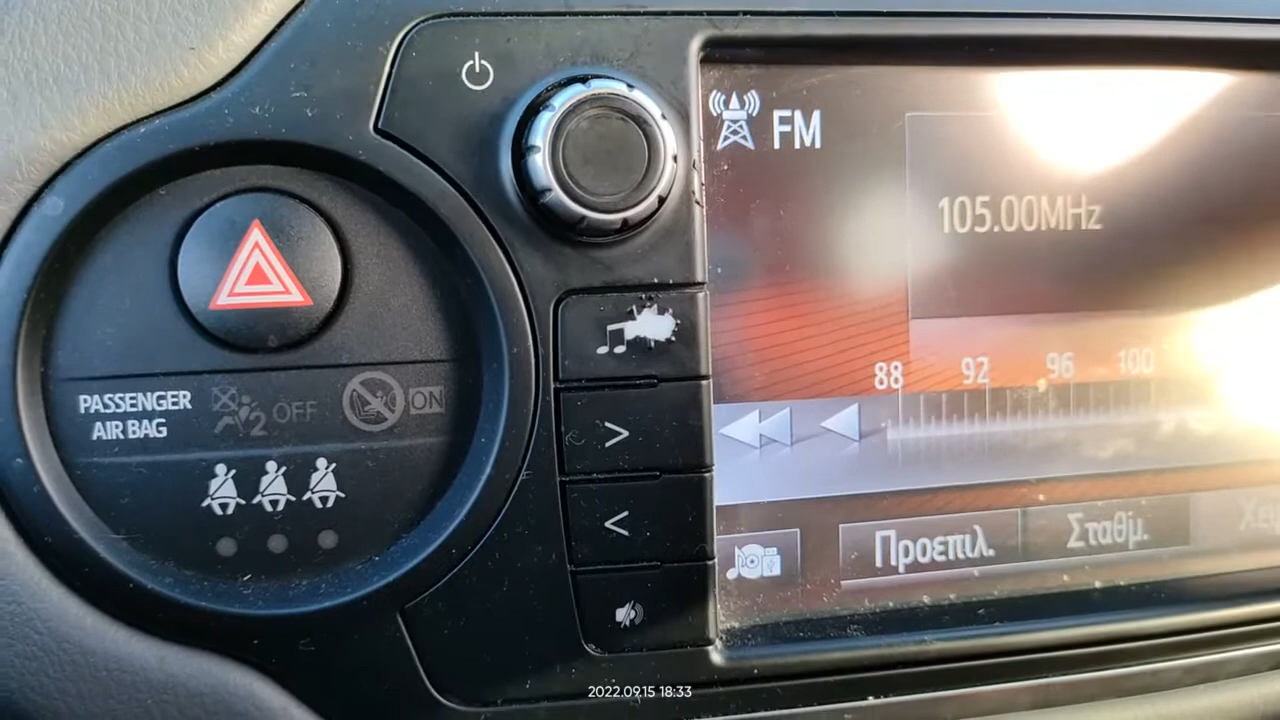 FM
105.00MHz
88 92 96 100
PASSENGER
AIR BAG
2 OFF
ON
>
<
Προεπιλ. Σταθμ.
2022.09.15 18:33